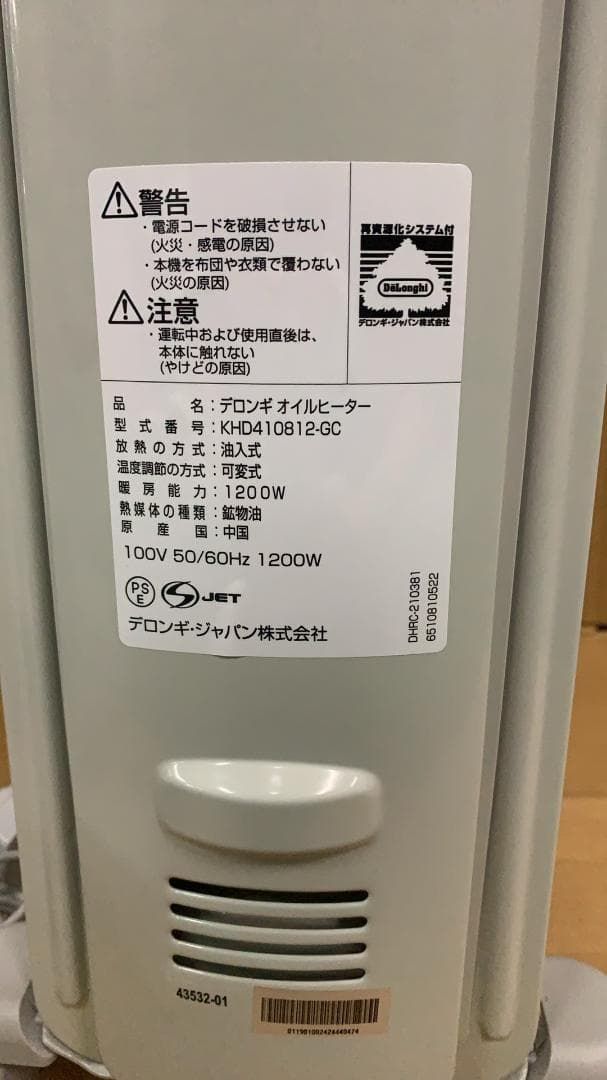 警告
・電源コードを破損させない
(火災・感電の原因)
・本機を布団や衣類で覆わない
(火災の原因)
注意
・運転中および使用直後は、
本体に触れない
(やけどの原因)
再資源化システム付
DeLonghi
デロンギ・ジャパン株式会社
品名：デロンギ オイルヒーター
型式番号：KHD410812-GC
放熱の方式：油入式
温度調節の方式：可変式
暖房能力：1200W
熱媒体の種類：鉱物油
原産国：中国
100V 50/60Hz 1200W
PS
E
JET
デロンギ・ジャパン株式会社
DHRC-210381
6510810522
43532-01